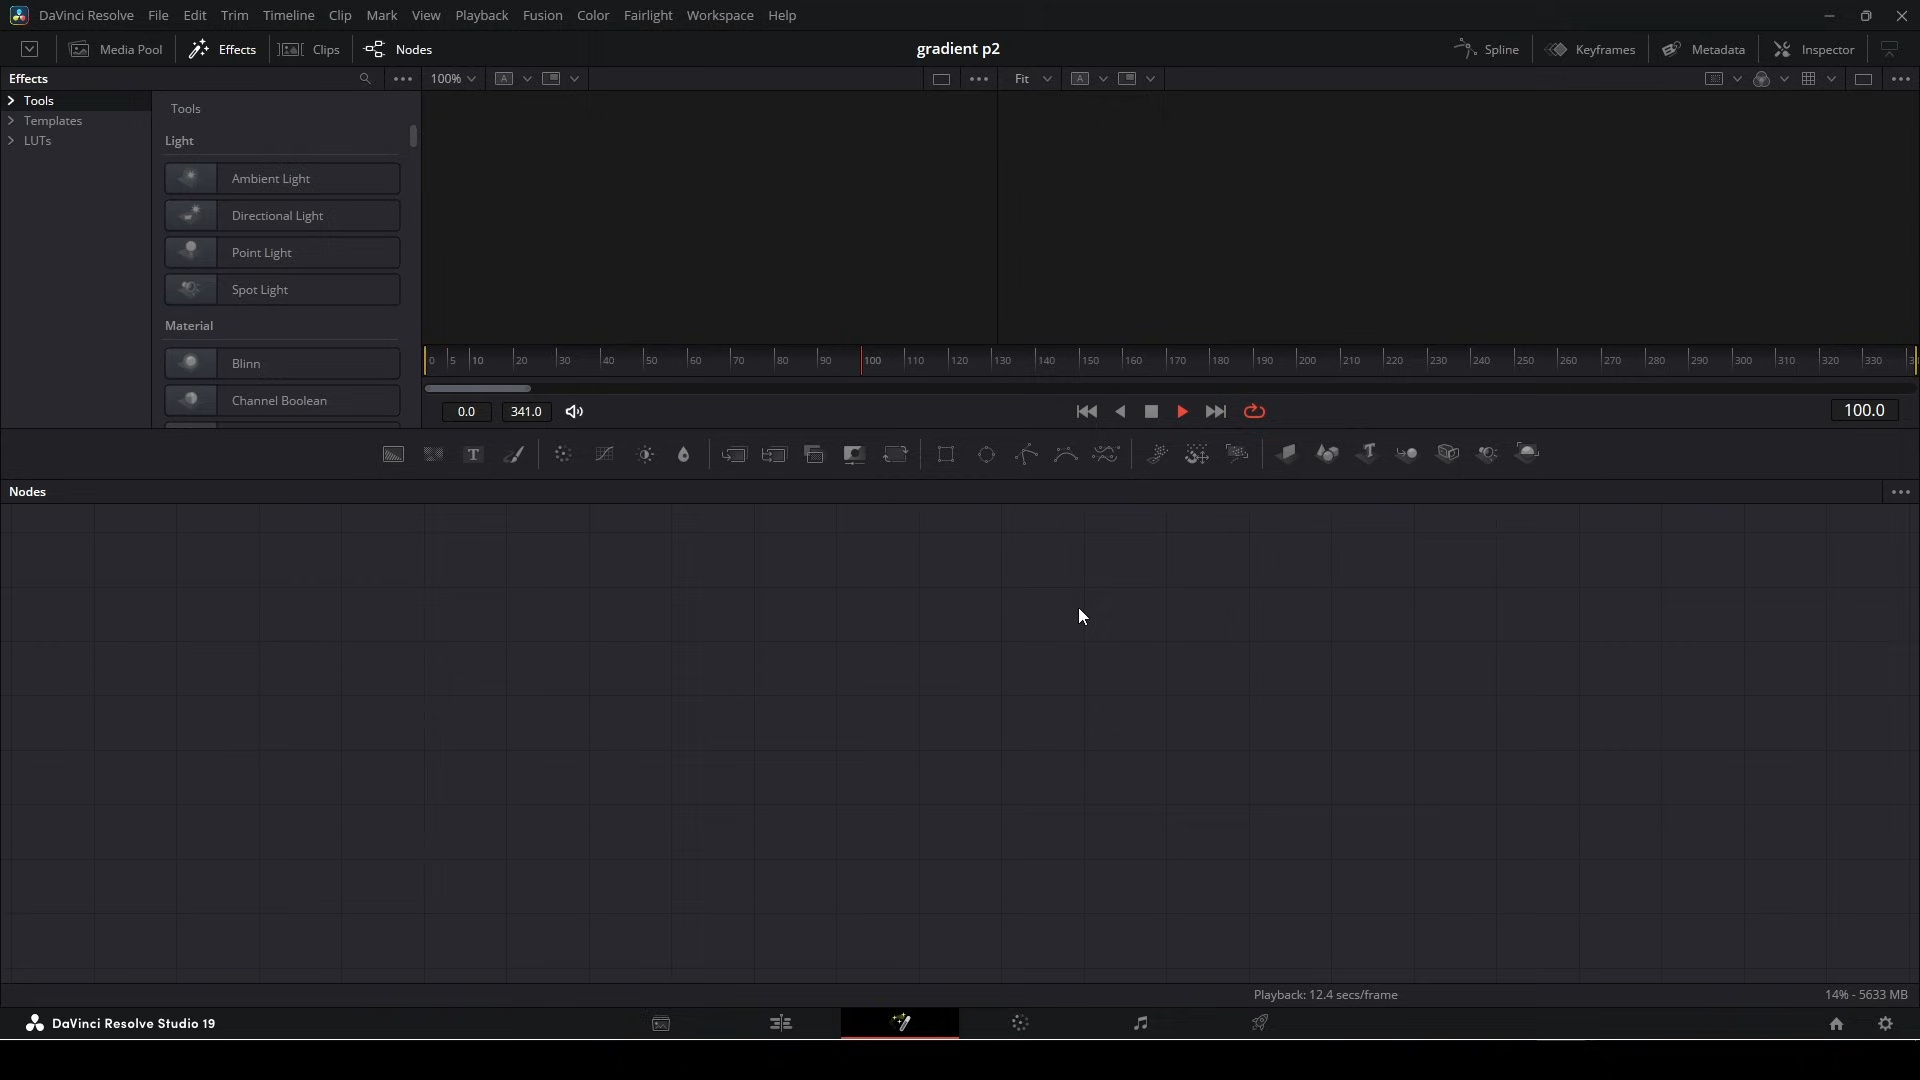 DaVinci Resolve File Edit Trim Timeline Clip Mark View Playback Fusion Color Fairlight Workspace Help
Media Pool Effects Clips Nodes gradient p2 Spline Keyframes Metadata Inspector
Effects 100% A Fit A
Tools
Templates
LUTs
Tools
Light
Ambient Light
Directional Light
Point Light
Spot Light
Material
Blinn
Channel Boolean
0 5 10 20 30 40 50 60 70 80 90 100 110 120 130 140 150 160 170 180 190 200 210 220 230 240 250 260 270 280 290 300 310 320 330
0.0 341.0 100.0
T T
Nodes
Playback: 12.4 secs/frame 14% - 5633 MB
DaVinci Resolve Studio 19